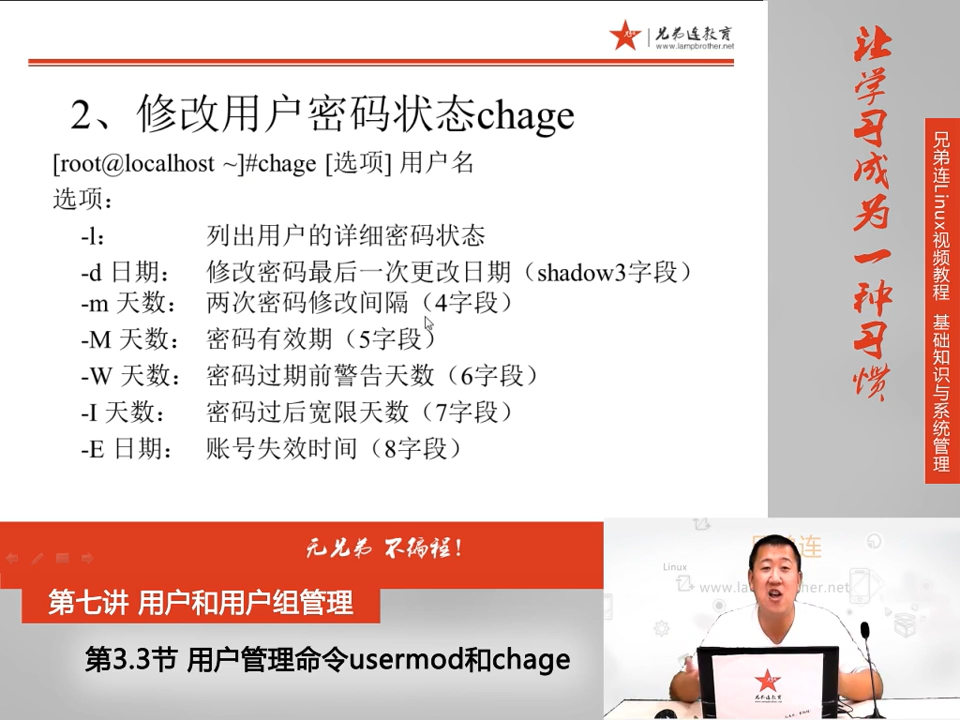 兄弟连教育
www.lampbrother.net
2、修改用户密码状态chage
[root@localhost ~]#chage [选项] 用户名
选项：
-l： 列出用户的详细密码状态
-d 日期： 修改密码最后一次更改日期（shadow3字段）
-m 天数： 两次密码修改间隔（4字段）
-M 天数： 密码有效期（5字段）
-W 天数： 密码过期前警告天数（6字段）
-I 天数： 密码过后宽限天数（7字段）
-E 日期： 账号失效时间（8字段）
让学习成为一种习惯
兄弟连Linux视频教程 基础知识与系统管理
无兄弟 不编程！
第七讲 用户和用户组管理
第3.3节 用户管理命令usermod和chage
Linux
兄弟连教育